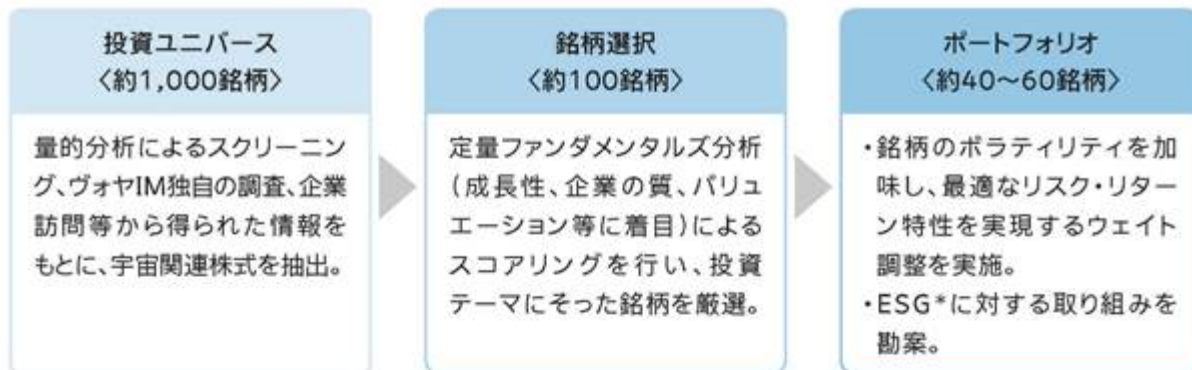 投資ユニバース
〈約1,000銘柄〉
量的分析によるスクリーニン
グ、ヴォヤIM独自の調査、企業
訪問等から得られた情報を
もとに、宇宙関連株式を抽出。
銘柄選択
〈約100銘柄〉
定量ファンダメンタルズ分析
(成長性、企業の質、バリュ
エーション等に着目)による
スコアリングを行い、投資
テーマにそった銘柄を厳選。
ポートフォリオ
〈約40～60銘柄〉
・銘柄のボラティリティを加
味し、最適なリスク・リター
ン特性を実現するウェイト
調整を実施。
・ESG*に対する取り組みを
勘案。